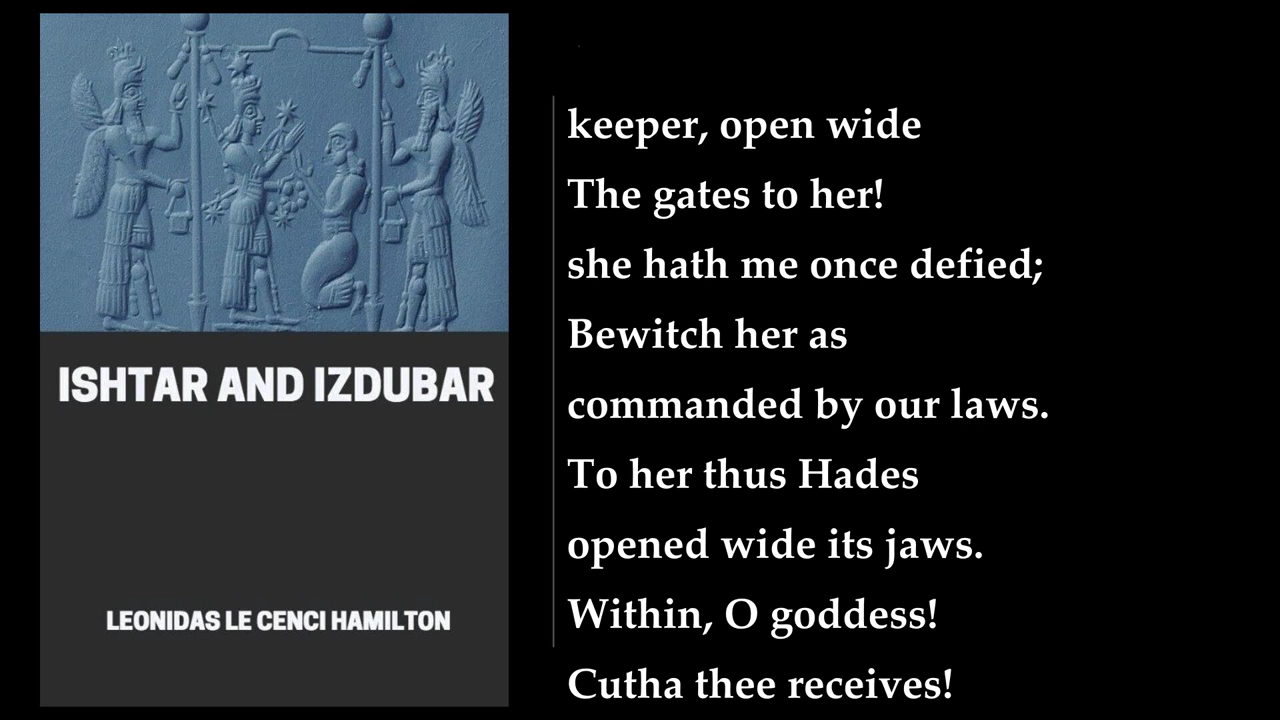 ISHTAR AND IZDUBAR
LEONIDAS LE CENCI HAMILTON
keeper, open wide
The gates to her!
she hath me once defied;
Bewitch her as
commanded by our laws.
To her thus Hades
opened wide its jaws.
Within, O goddess!
Cutha thee receives!